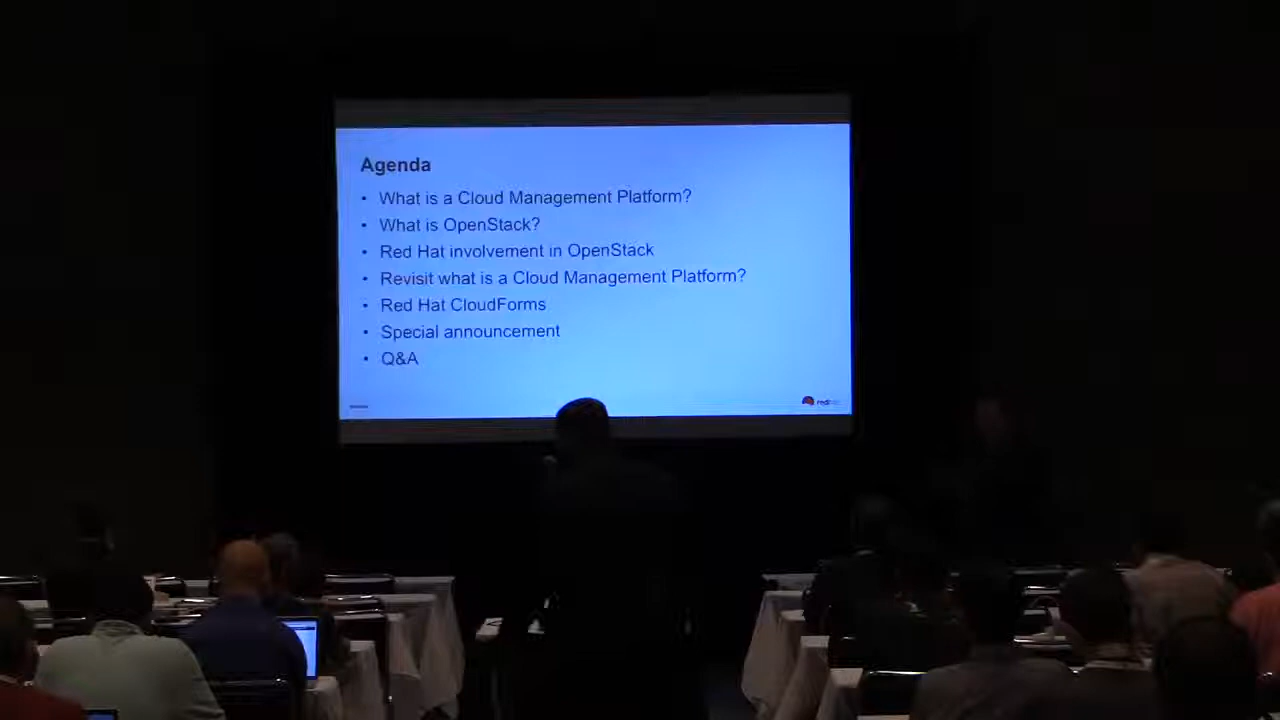 Agenda
• What is a Cloud Management Platform?
• What is OpenStack?
• Red Hat involvement in OpenStack
• Revisit what is a Cloud Management Platform?
• Red Hat CloudForms
• Special announcement
• Q&A
redhat